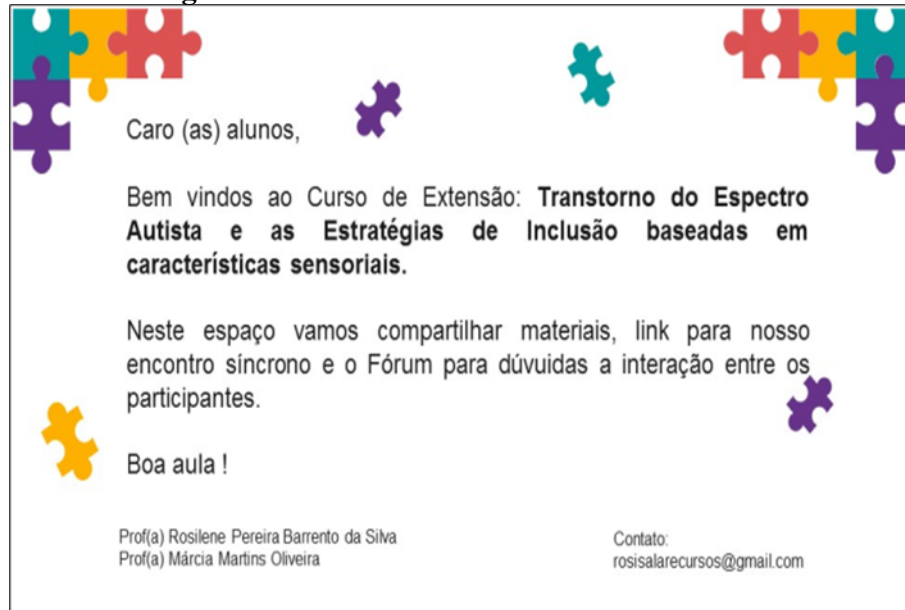 Caro (as) alunos,
Bem vindos ao Curso de Extensão: Transtorno do Espectro
Autista e as Estratégias de Inclusão baseadas em
características sensoriais.
Neste espaço vamos compartilhar materiais, link para nosso
encontro síncrono e o Fórum para dúvuidas a interação entre os
participantes.
Boa aula !
Prof(a) Rosilene Pereira Barrento da Silva
Prof(a) Márcia Martins Oliveira
Contato:
rosisalarecursos@gmail.com